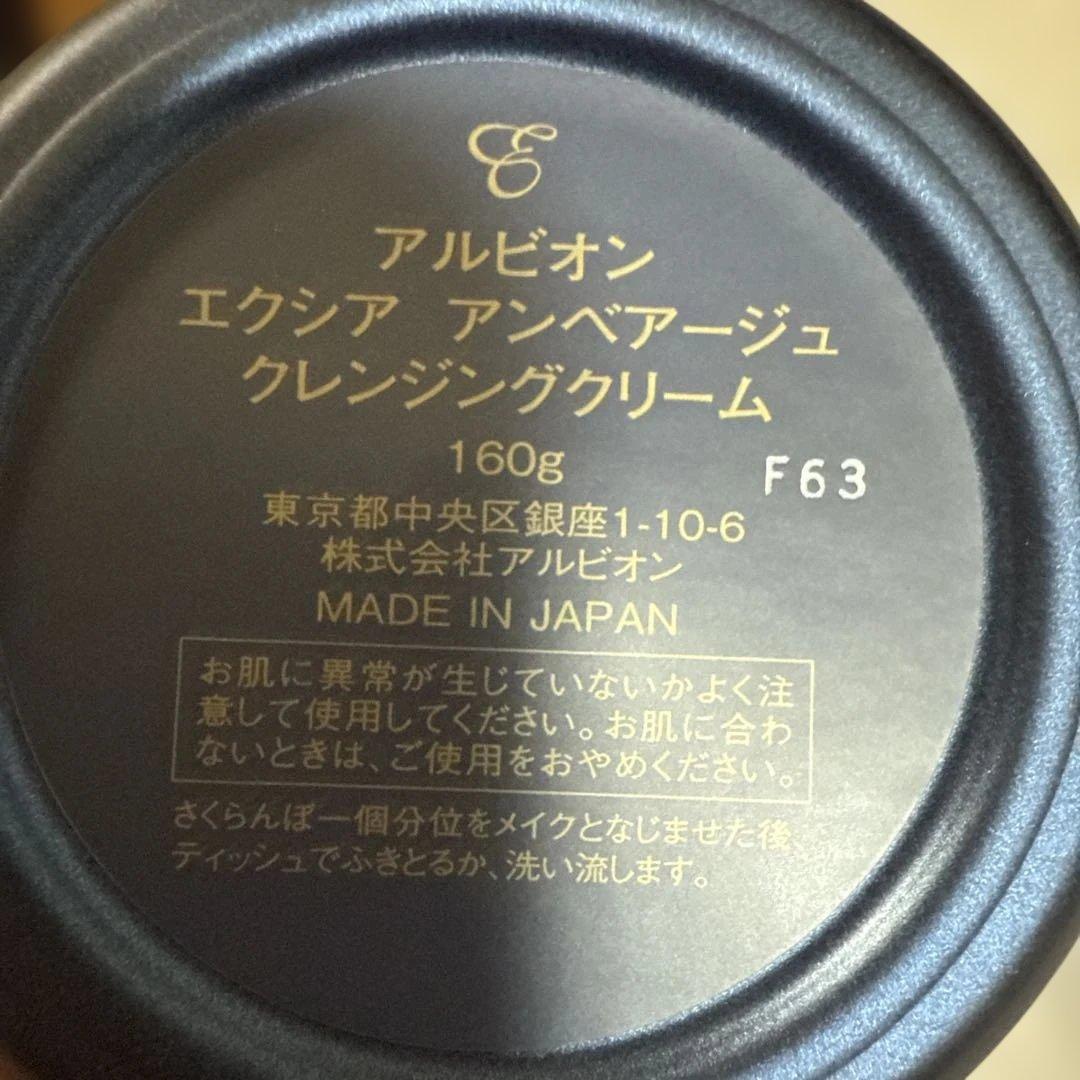 E
アルビオン
エクシア　アンベアージュ
クレンジングクリーム
160g
F63
東京都中央区銀座1-10-6
株式会社アルビオン
MADE IN JAPAN
お肌に異常が生じていないかよく注
意して使用してください。お肌に合わ
ないときは、ご使用をおやめください。
さくらんぼ一個分位をメイクとなじませた後、
ティッシュでふきとるか、洗い流します。